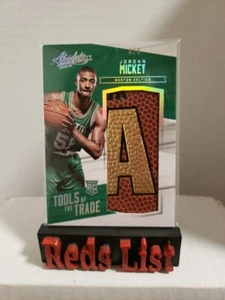 Absolute
JORDAN
MICKEY
BOSTON CELTICS
A
TOOLS
OF
THE
TRADE
RC
Reds List